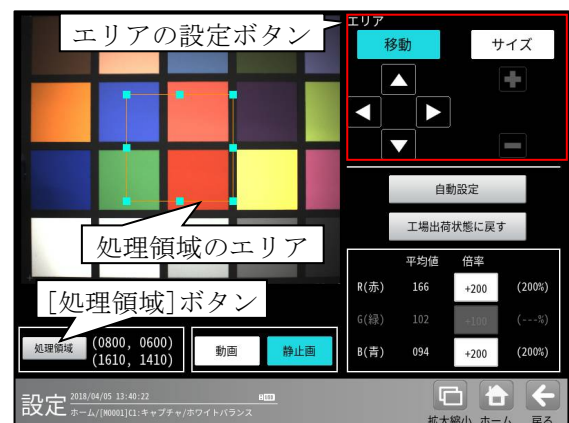 エリアの設定ボタン
エリア
移動
サイズ
処理領域のエリア
自動設定
工場出荷状態に戻す
平均値 倍率
R(赤) 166 +200 (200%)
G(緑) 102 +100 (---%)
B(青) 094 +200 (200%)
[処理領域]ボタン
処理領域
(0800, 0600)
(1610, 1410)
動画
静止画
設定
2018/04/05 13:40:22
ホーム/[M0001]C1:キャプチャ/ホワイトバランス
拡大縮小 ホーム 戻る